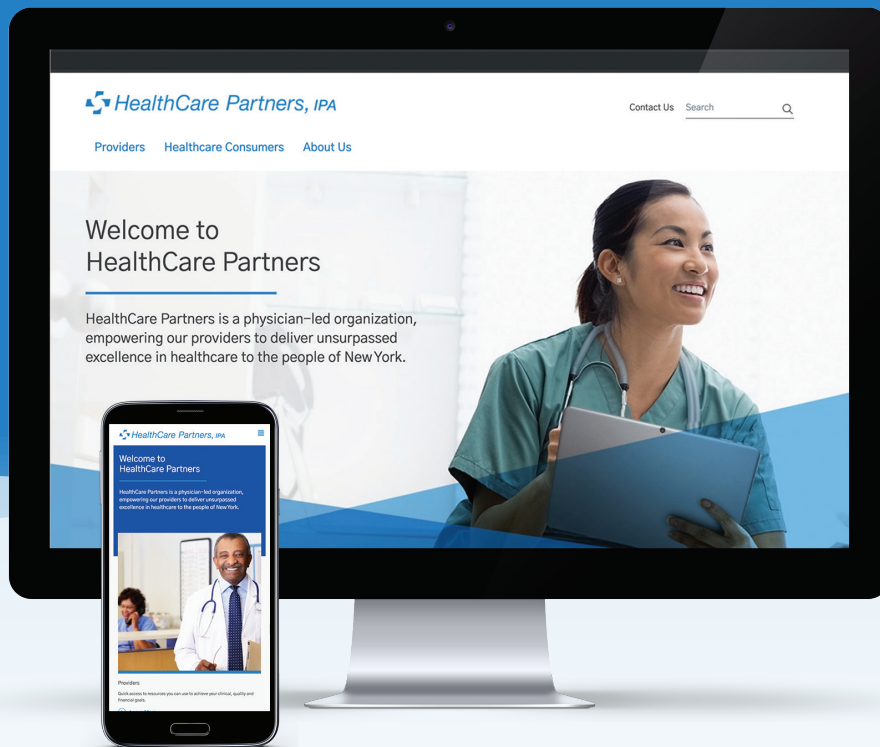 HealthCare Partners, IPA
Contact Us Search
Providers Healthcare Consumers About Us
Welcome to
HealthCare Partners
HealthCare Partners is a physician-led organization,
empowering our providers to deliver unsurpassed
excellence in healthcare to the people of New York.
HealthCare Partners, IPA
Welcome to
HealthCare Partners
HealthCare Partners is a physician-led organization,
empowering our providers to deliver unsurpassed
excellence in healthcare to the people of New York.
Providers
Quick access to resources you can use to achieve your clinical, quality and
financial goals.